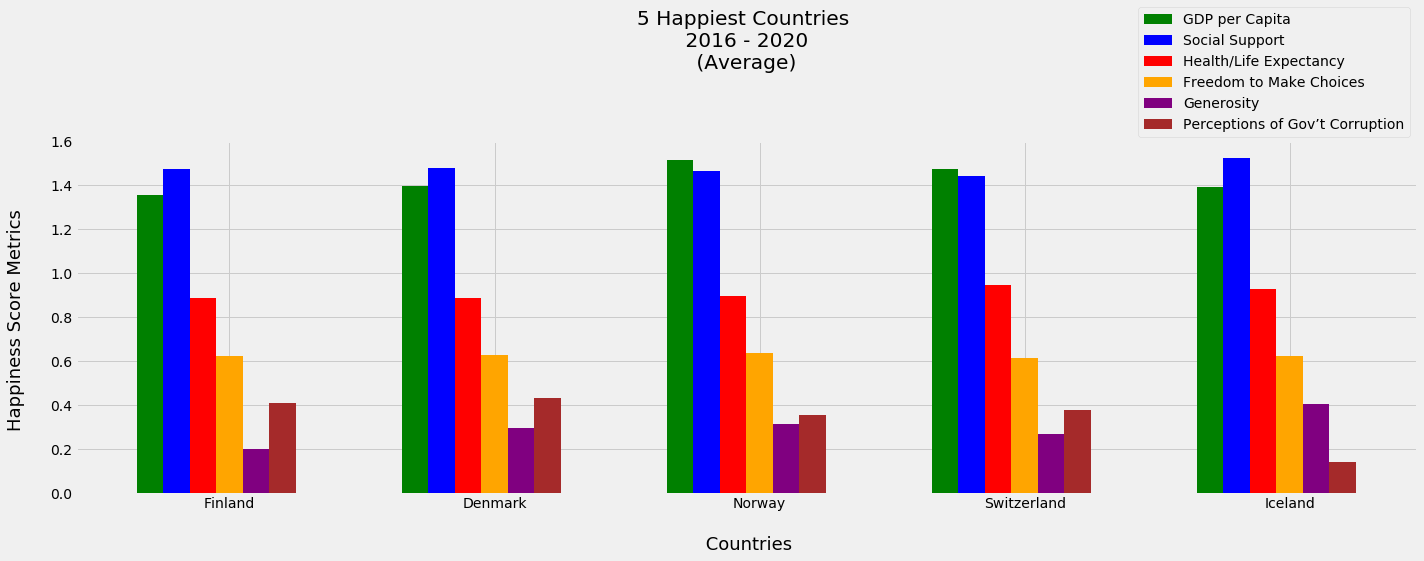 5 Happiest Countries
2016 - 2020
(Average)
GDP per Capita
Social Support
Health/Life Expectancy
Freedom to Make Choices
Generosity
Perceptions of Gov’t Corruption
Happiness Score Metrics
1.6
1.4
1.2
1.0
0.8
0.6
0.4
0.2
0.0
Finland Denmark Norway Switzerland Iceland
Countries